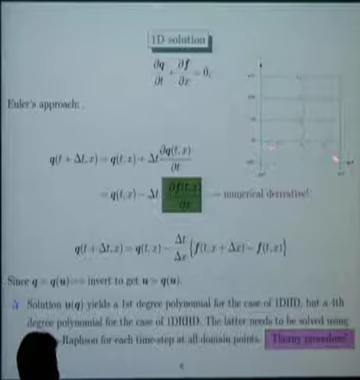 1D solution
∂q/∂t + ∂f/∂x = 0,
Euler's approach:
q(t + Δt, x) = q(t, x) + Δt ∂q(t, x)/∂t
= q(t, x) − Δt ∂f(t, x)/∂x → numerical derivative!
q(t + Δt, x) = q(t, x) − Δt/Δx {f(t, x + Δx) − f(t, x)}
Since q = q(u) ⟹ invert to get u = u(q).
Solution u(q) yields a 1st degree polynomial for the case of 1DHD, but a 4th
degree polynomial for the case of 1DRHD. The latter needs to be solved using
Raphson for each time-step at all domain points.
6